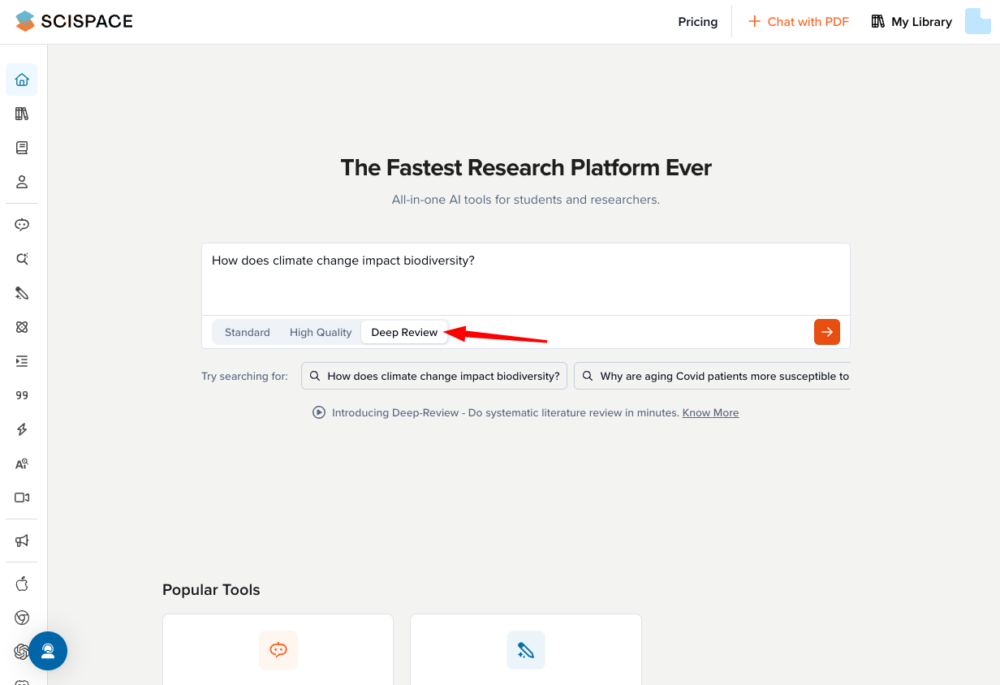 SCISPACE
Pricing
Chat with PDF
My Library
The Fastest Research Platform Ever
All-in-one AI tools for students and researchers.
How does climate change impact biodiversity?
Standard High Quality Deep Review
Try searching for: How does climate change impact biodiversity? Why are aging Covid patients more susceptible to
Introducing Deep-Review - Do systematic literature review in minutes. Know More
Ai
Popular Tools